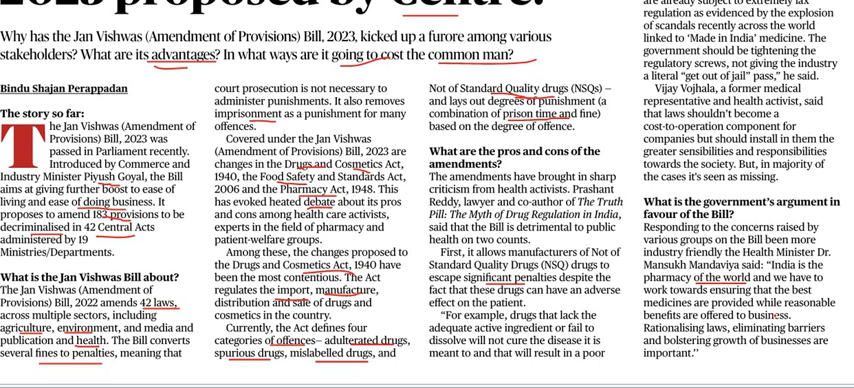 2023 proposed by Centre?
Why has the Jan Vishwas (Amendment of Provisions) Bill, 2023, kicked up a furore among various
stakeholders? What are its advantages? In what ways are it going to cost the common man?
Bindu Shajan Perappadan
The story so far:
The Jan Vishwas (Amendment of
Provisions) Bill, 2023 was
passed in Parliament recently.
Introduced by Commerce and
Industry Minister Piyush Goyal, the Bill
aims at giving further boost to ease of
living and ease of doing business. It
proposes to amend 183 provisions to be
decriminalised in 42 Central Acts
administered by 19
Ministries/Departments.
What is the Jan Vishwas Bill about?
The Jan Vishwas (Amendment of
Provisions) Bill, 2022 amends 42 laws,
across multiple sectors, including
agriculture, environment, and media and
publication and health. The Bill converts
several fines to penalties, meaning that
court prosecution is not necessary to
administer punishments. It also removes
imprisonment as a punishment for many
offences.
Covered under the Jan Vishwas
(Amendment of Provisions) Bill, 2023 are
changes in the Drugs and Cosmetics Act,
1940, the Food Safety and Standards Act,
2006 and the Pharmacy Act, 1948. This
has evoked heated debate about its pros
and cons among health care activists,
experts in the field of pharmacy and
patient-welfare groups.
Among these, the changes proposed to
the Drugs and Cosmetics Act, 1940 have
been the most contentious. The Act
regulates the import, manufacture,
distribution and sale of drugs and
cosmetics in the country.
Currently, the Act defines four
categories of offences— adulterated drugs,
spurious drugs, mislabelled drugs, and
Not of Standard Quality drugs (NSQs) —
and lays out degrees of punishment (a
combination of prison time and fine)
based on the degree of offence.
What are the pros and cons of the
amendments?
The amendments have brought in sharp
criticism from health activists. Prashant
Reddy, lawyer and co-author of The Truth
Pill: The Myth of Drug Regulation in India,
said that the Bill is detrimental to public
health on two counts.
First, it allows manufacturers of Not of
Standard Quality Drugs (NSQ) drugs to
escape significant penalties despite the
fact that these drugs can have an adverse
effect on the patient.
“For example, drugs that lack the
adequate active ingredient or fail to
dissolve will not cure the disease it is
meant to and that will result in a poor
are already subject to extremely lax
regulation as evidenced by the explosion
of scandals recently across the world
linked to ‘Made in India’ medicine. The
government should be tightening the
regulatory screws, not giving the industry
a literal “get out of jail” pass,” he said.
Vijay Vojhala, a former medical
representative and health activist, said
that laws shouldn’t become a
cost-to-operation component for
companies but should install in them the
greater sensibilities and responsibilities
towards the society. But, in majority of
the cases it’s seen as missing.
What is the government’s argument in
favour of the Bill?
Responding to the concerns raised by
various groups on the Bill been more
industry friendly the Health Minister Dr.
Mansukh Mandaviya said: “India is the
pharmacy of the world and we have to
work towards ensuring that the best
medicines are provided while reasonable
benefits are offered to business.
Rationalising laws, eliminating barriers
and bolstering growth of businesses are
important.”